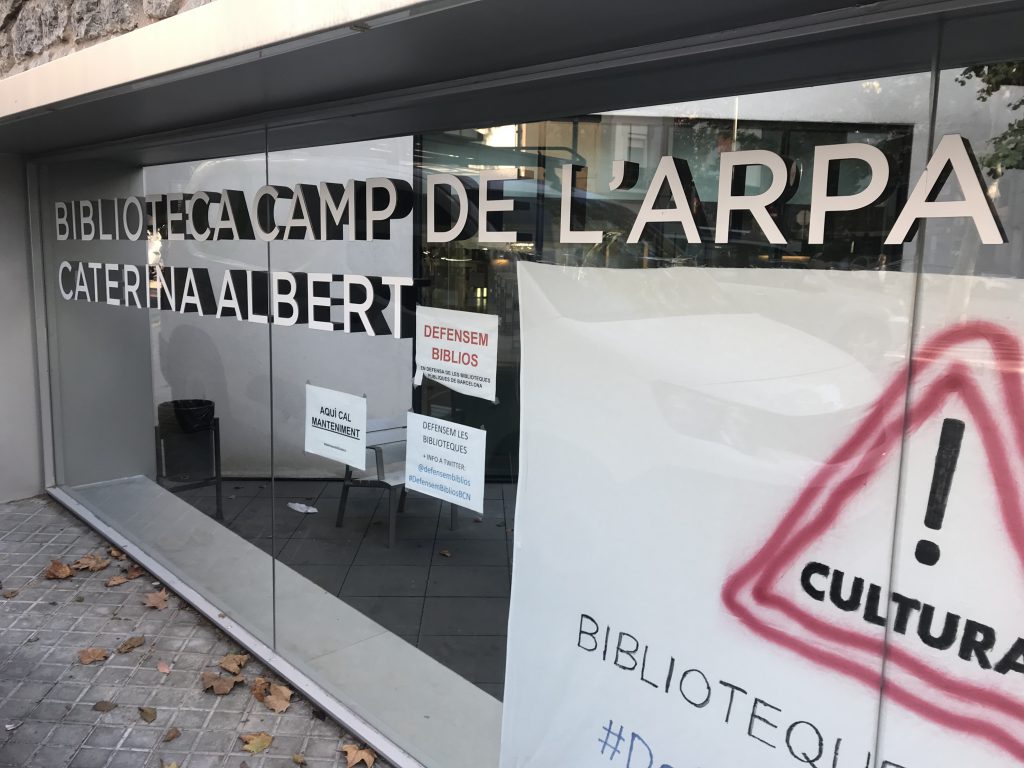 BIBLIOTECA CAMP DE L'ARPA
CATERINA ALBERT
DEFENSEM
BIBLIOS
EN DEFENSA DE LES BIBLIOTEQUES
PÚBLIQUES DE BARCELONA
AQUÍ CAL
MANTENIMENT
DEFENSEM LES
BIBLIOTEQUES
+ INFO A TWITTER:
@defensembiblios
#DefensemBibliosBCN
!
CULTURA
BIBLIOTEQUE
#De